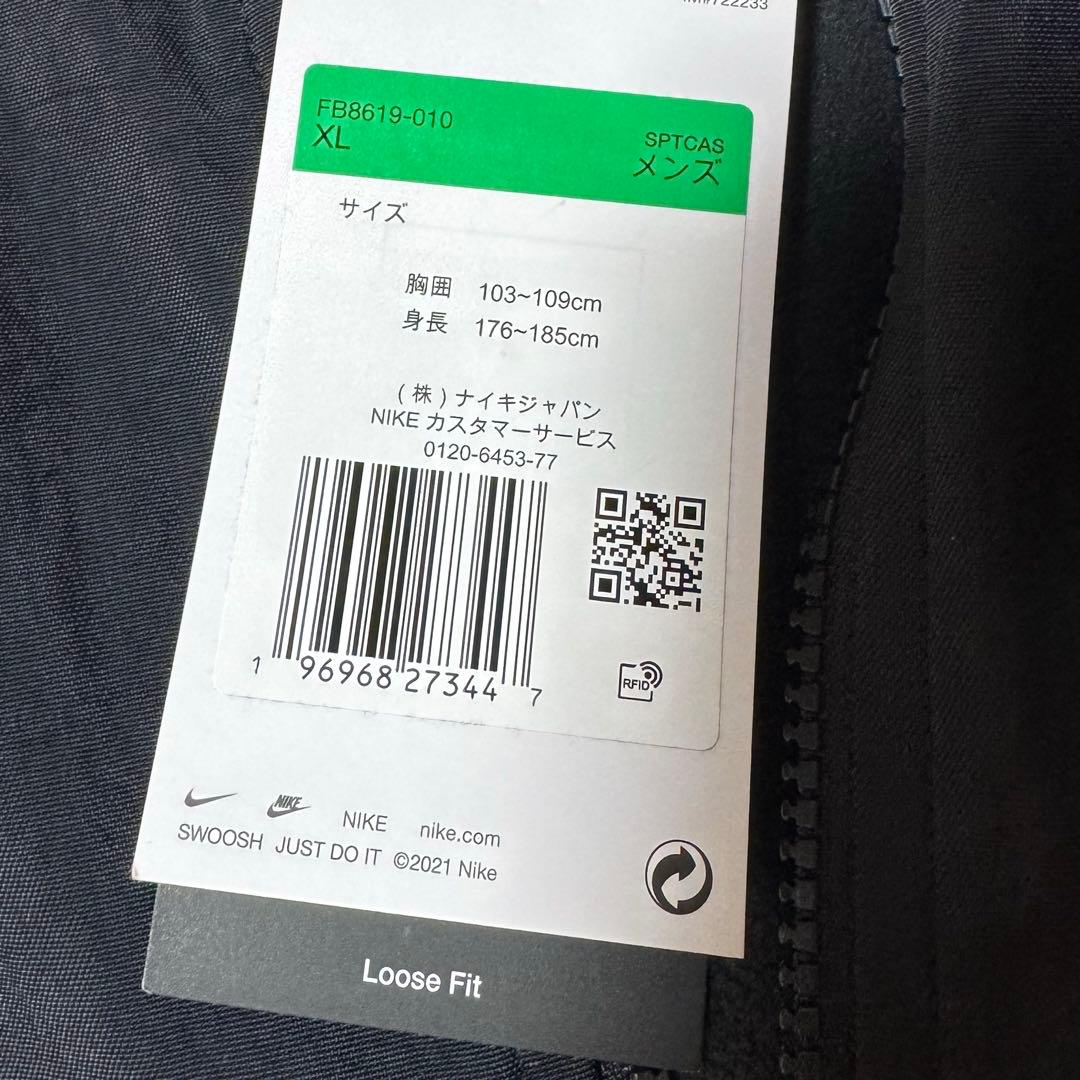 FB8619-010
XL
SPTCAS
メンズ
サイズ
胸囲 103~109cm
身長 176~185cm
(株)ナイキジャパン
NIKE カスタマーサービス
0120-6453-77
1 96968 27344 7
RFID
NIKE
NIKE nike.com
SWOOSH JUST DO IT ©2021 Nike
Loose Fit